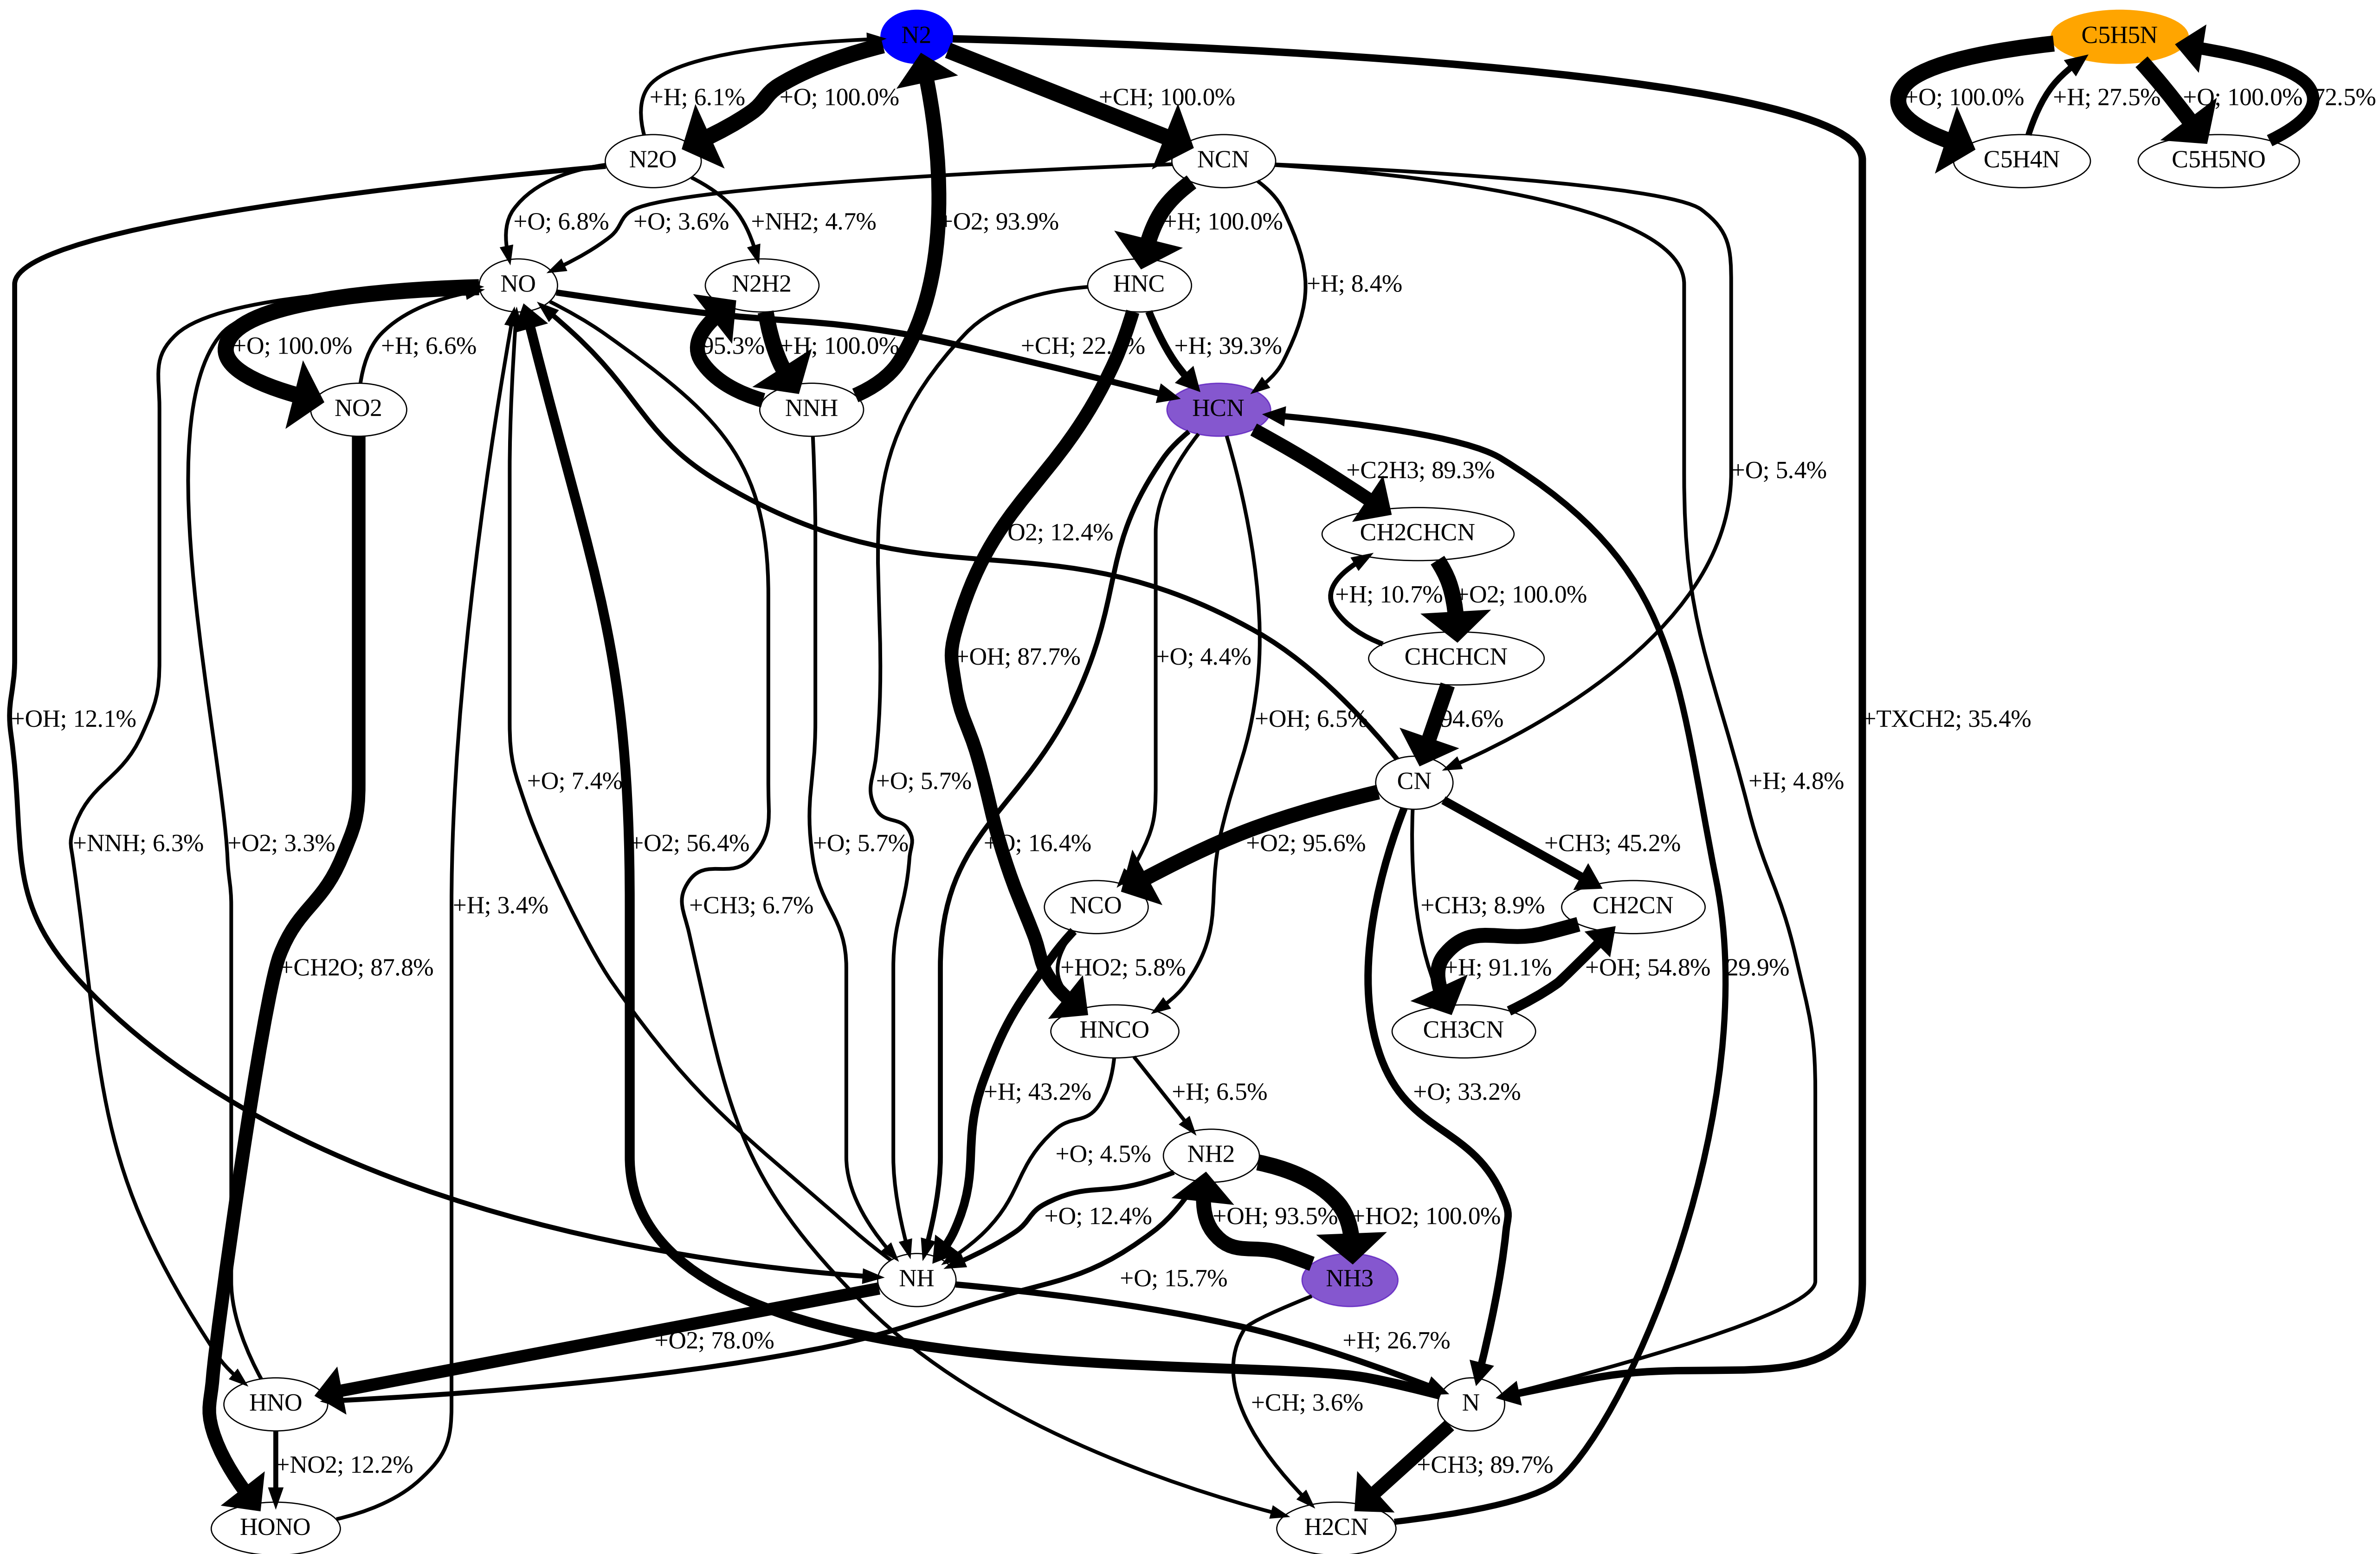 N2
C5H5N
+H; 6.1%
+O; 100.0%
+CH; 100.0%
+O; 100.0%
+H; 27.5%
+O; 100.0%
72.5%
N2O
NCN
C5H4N
C5H5NO
+O; 6.8%
+O; 3.6%
+NH2; 4.7%
+O2; 93.9%
+H; 100.0%
NO
N2H2
HNC
+H; 8.4%
+O; 100.0%
+H; 6.6%
95.3%
+H; 100.0%
+CH; 22.
+H; 39.3%
NO2
NNH
HCN
+C2H3; 89.3%
+O; 5.4%
O2; 12.4%
CH2CHCN
+H; 10.7%
+O2; 100.0%
+OH; 87.7%
+O; 4.4%
CHCHCN
+OH; 12.1%
+OH; 6.5%
94.6%
+TXCH2; 35.4%
+O; 7.4%
+O; 5.7%
CN
+H; 4.8%
+NNH; 6.3%
+O2; 3.3%
+O2; 56.4%
+O; 5.7%
+O; 16.4%
+O2; 95.6%
+CH3; 45.2%
+H; 3.4%
+CH3; 6.7%
NCO
+CH3; 8.9%
CH2CN
+CH2O; 87.8%
+HO2; 5.8%
+H; 91.1%
+OH; 54.8%
29.9%
HNCO
CH3CN
+H; 43.2%
+H; 6.5%
+O; 33.2%
+O; 4.5%
NH2
+O; 12.4%
+OH; 93.5%
+HO2; 100.0%
NH
+O; 15.7%
NH3
+O2; 78.0%
+H; 26.7%
HNO
+CH; 3.6%
N
+NO2; 12.2%
+CH3; 89.7%
HONO
H2CN